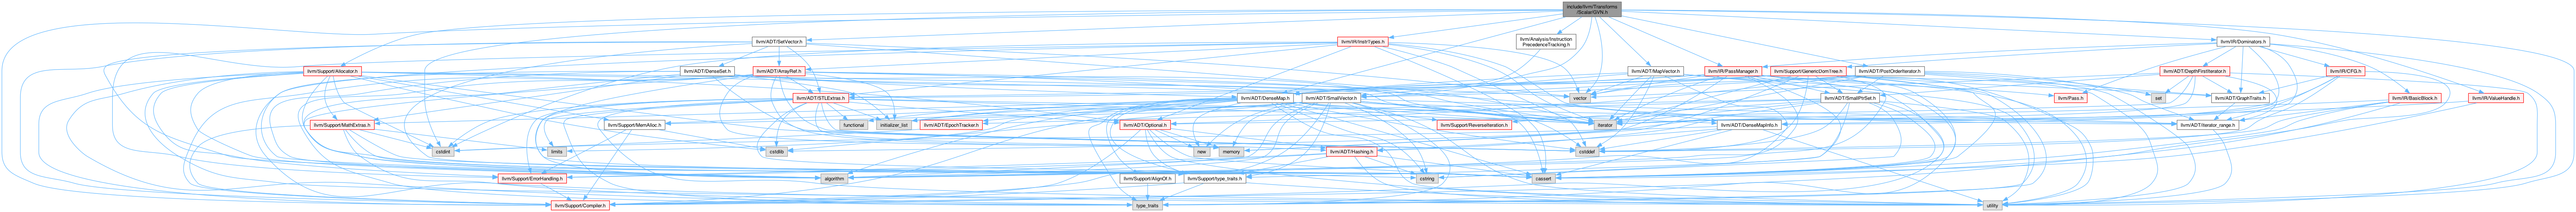 include/llvm/Transforms
/Scalar/GVN.h
llvm/ADT/SetVector.h
llvm/IR/InstrTypes.h
llvm/Analysis/Instruction
PrecedenceTracking.h
llvm/IR/Dominators.h
llvm/Support/Allocator.h
llvm/ADT/DenseSet.h
llvm/ADT/ArrayRef.h
llvm/ADT/MapVector.h
llvm/IR/PassManager.h
llvm/Support/GenericDomTree.h
llvm/ADT/PostOrderIterator.h
llvm/ADT/DepthFirstIterator.h
llvm/IR/CFG.h
llvm/ADT/STLExtras.h
llvm/ADT/DenseMap.h
llvm/ADT/SmallVector.h
vector
llvm/ADT/SmallPtrSet.h
llvm/Pass.h
set
llvm/ADT/GraphTraits.h
llvm/IR/BasicBlock.h
llvm/IR/ValueHandle.h
llvm/Support/MathExtras.h
llvm/Support/MemAlloc.h
functional
initializer_list
llvm/ADT/EpochTracker.h
llvm/ADT/Optional.h
llvm/Support/ReverseIteration.h
iterator
llvm/ADT/DenseMapInfo.h
llvm/ADT/iterator_range.h
cstdint
limits
cstdlib
new
memory
llvm/ADT/Hashing.h
cstddef
llvm/Support/ErrorHandling.h
algorithm
llvm/Support/AlignOf.h
llvm/Support/type_traits.h
cstring
cassert
llvm/Support/Compiler.h
type_traits
utility